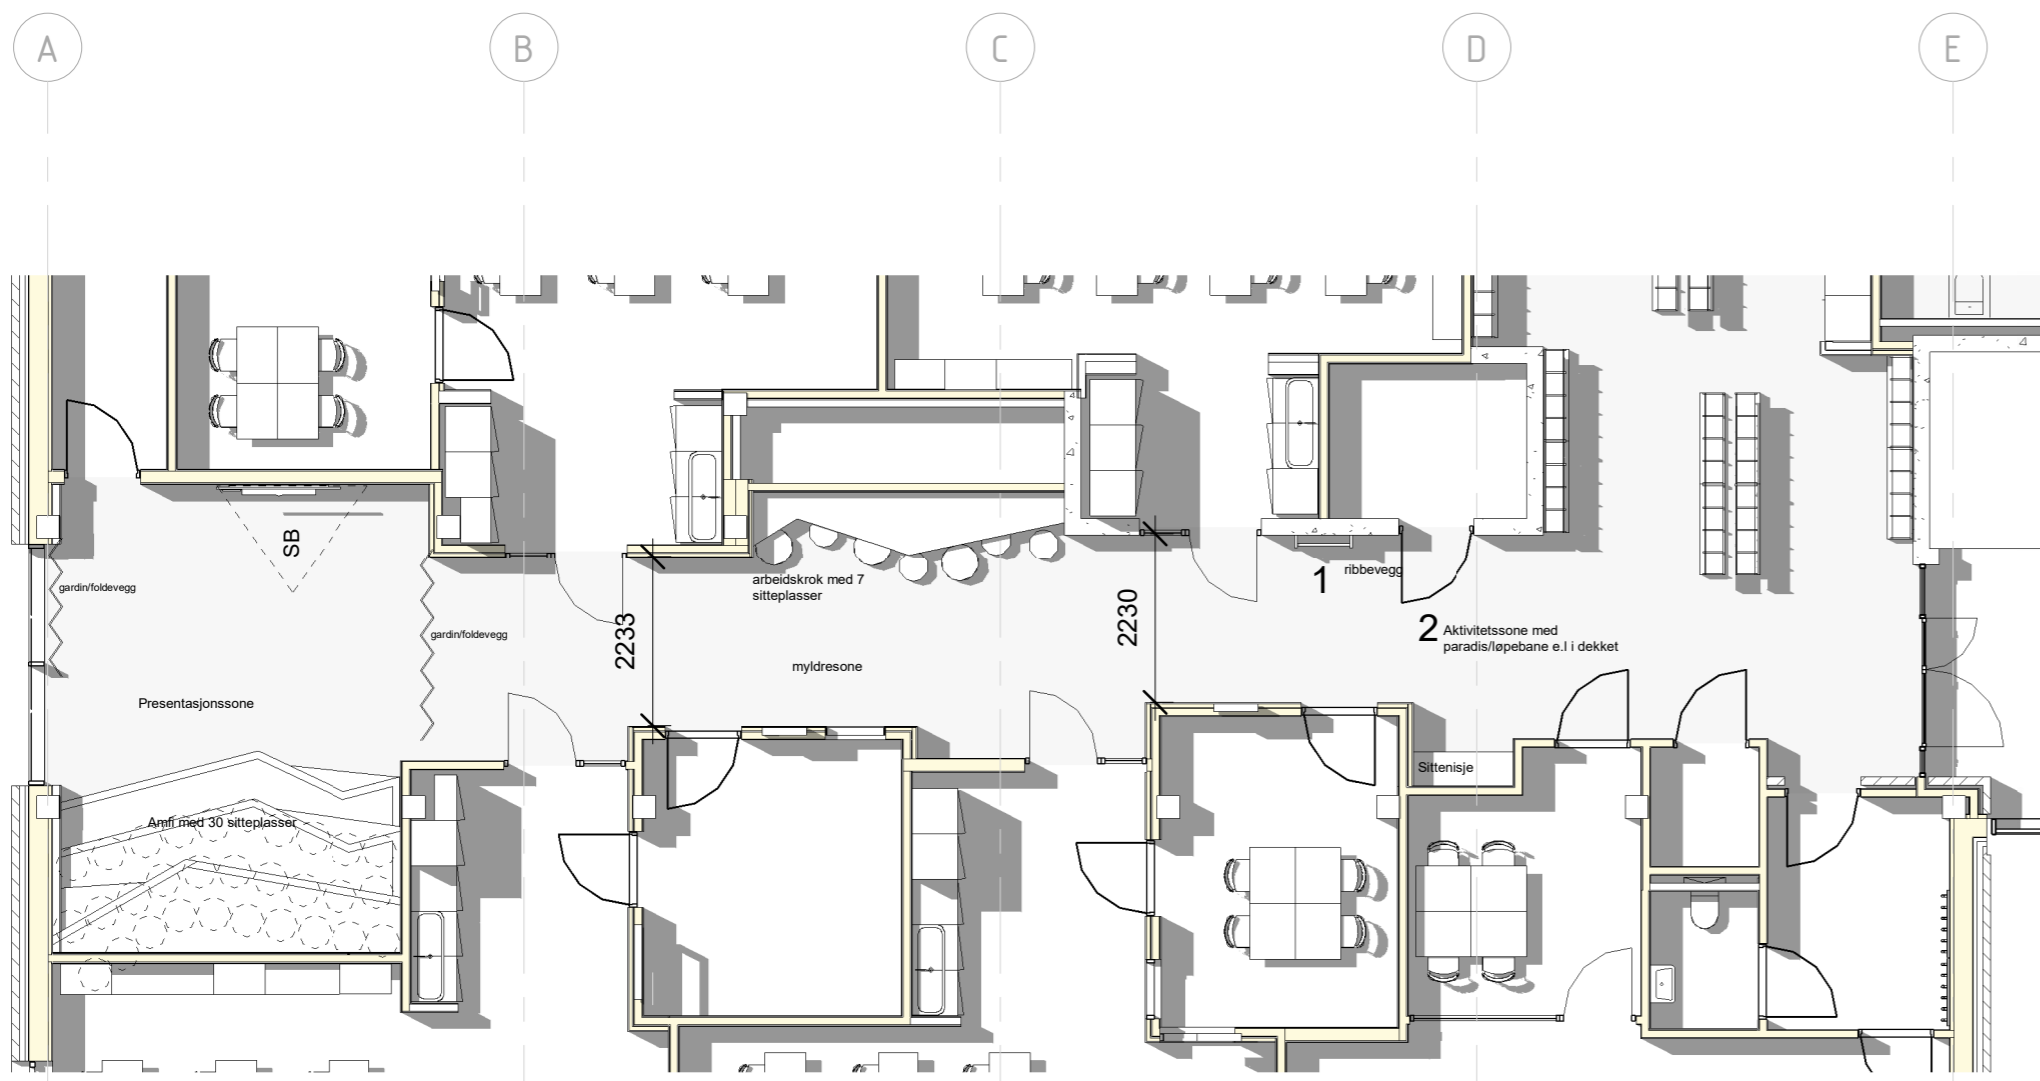 A B C D E
SB
gardin/foldevegg
gardin/foldevegg
arbeidskrok med 7
sitteplasser
2233
2230
1
ribbevegg
2
Aktivitetssone med
paradis/løpebane e.l i dekket
myldresone
Presentasjonssone
Sittenisje
Amfi med 30 sitteplasser